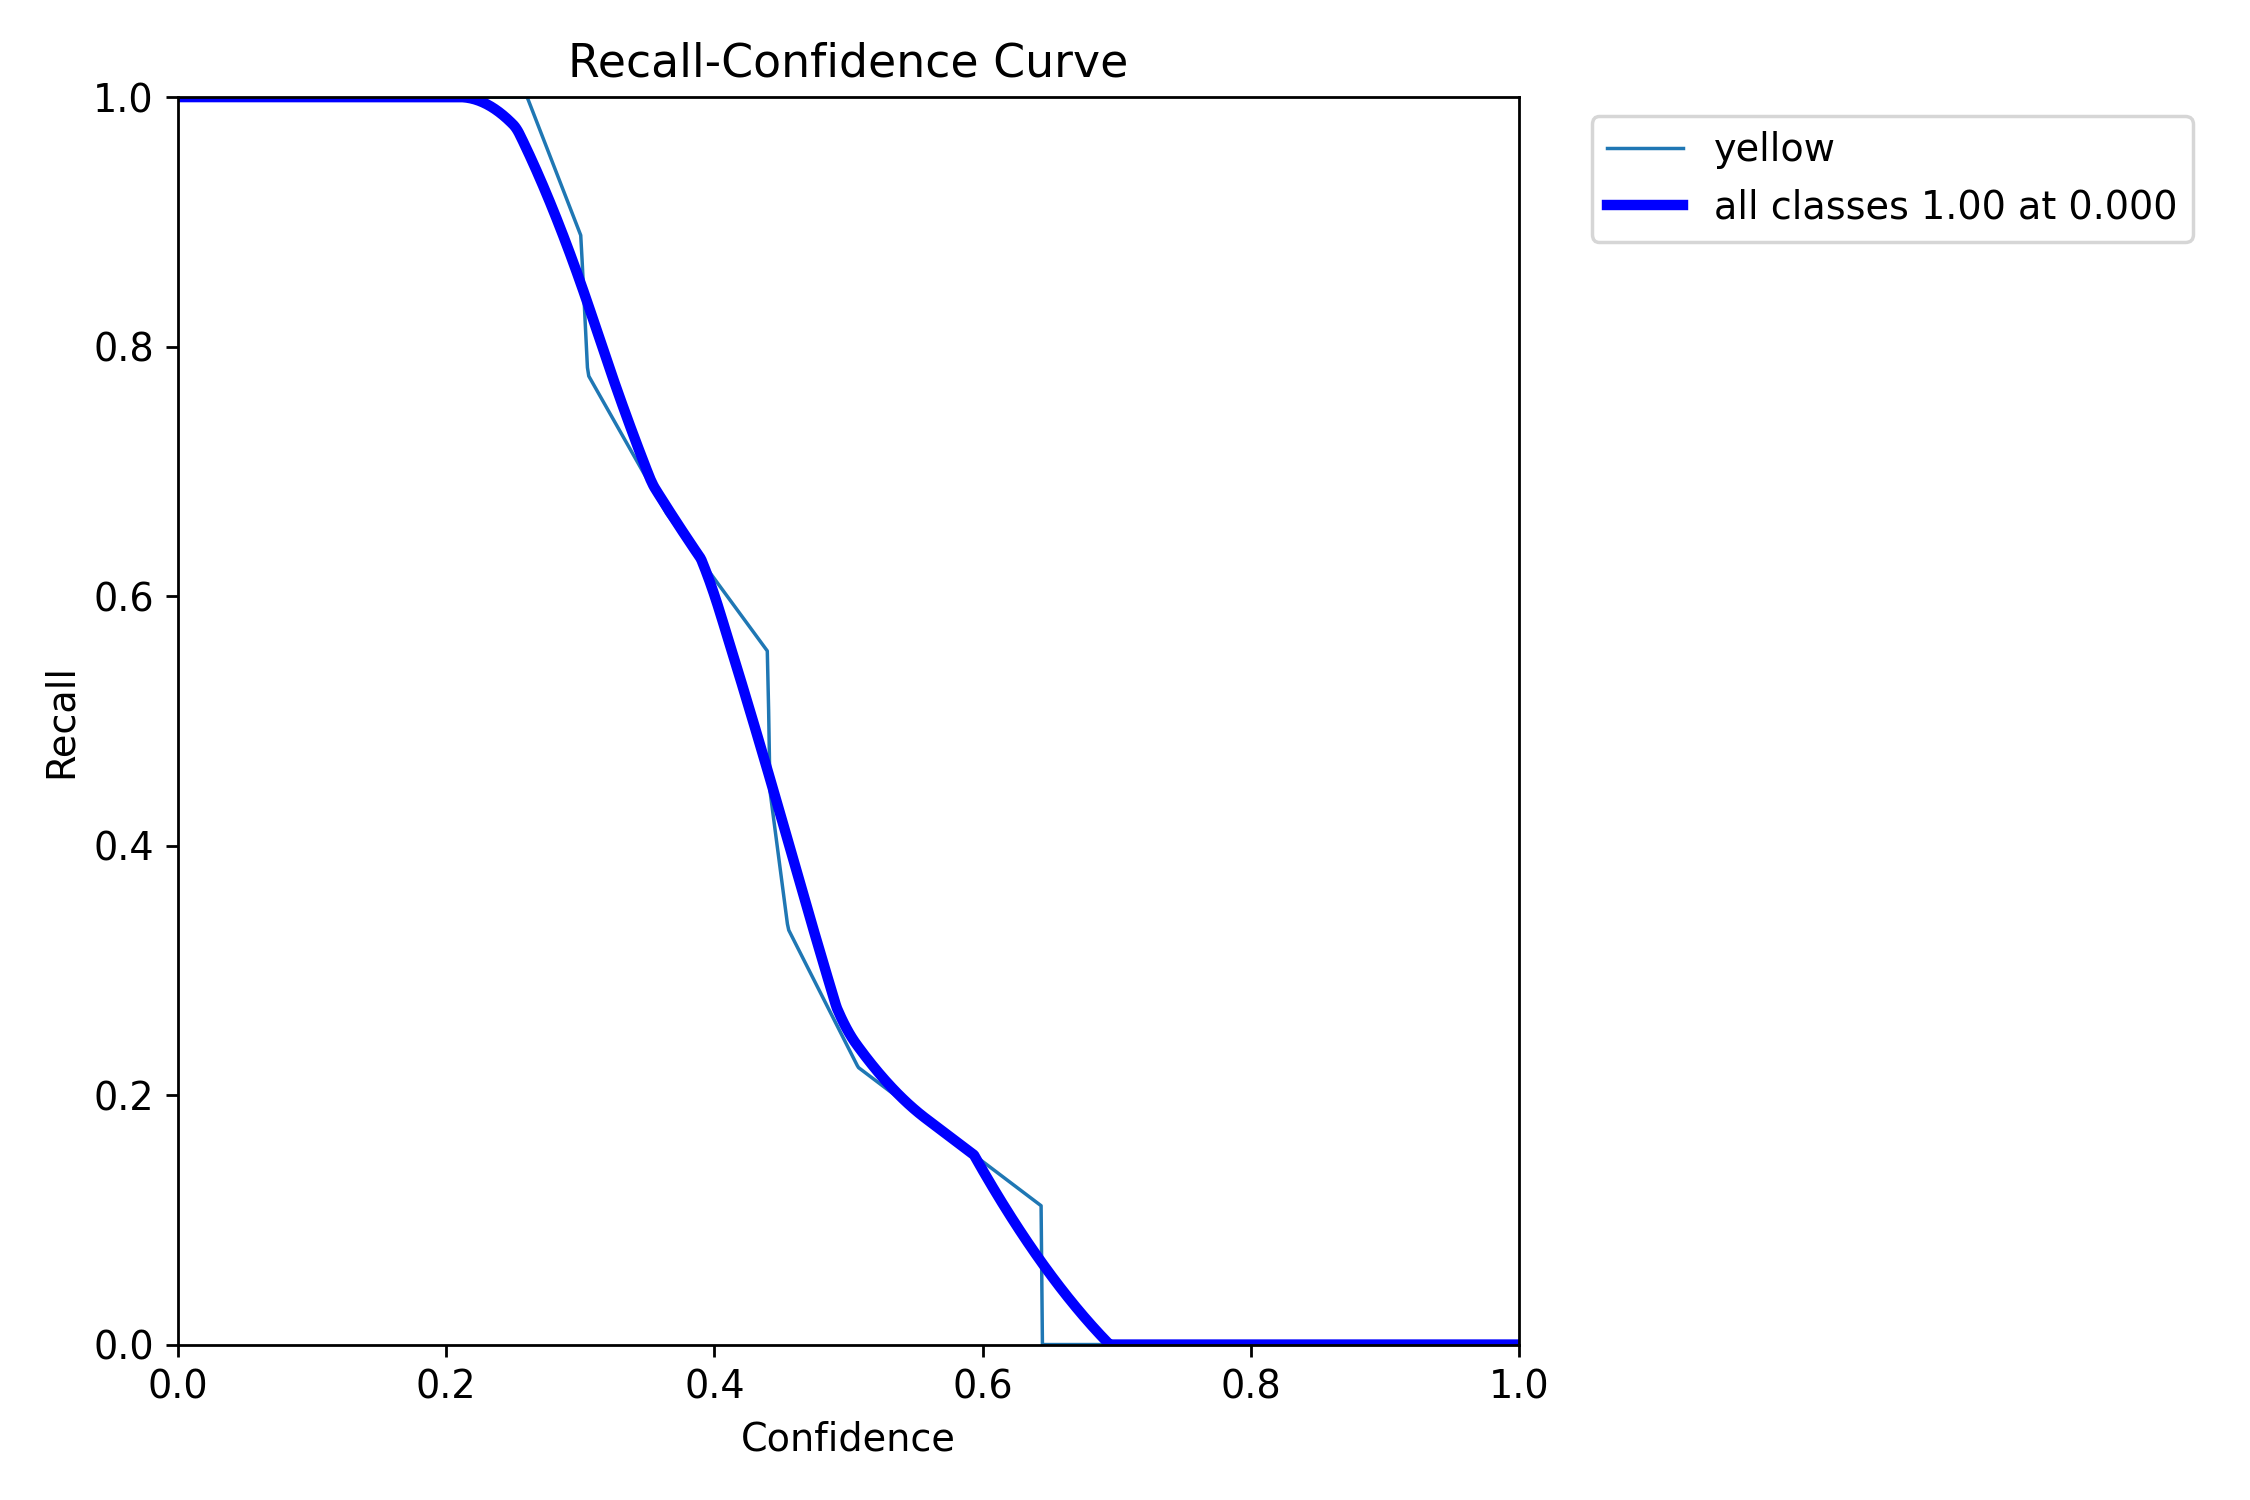 Recall-Confidence Curve
yellow
all classes 1.00 at 0.000
1.0
0.8
0.6
0.4
0.2
0.0
Recall
0.0 0.2 0.4 0.6 0.8 1.0
Confidence